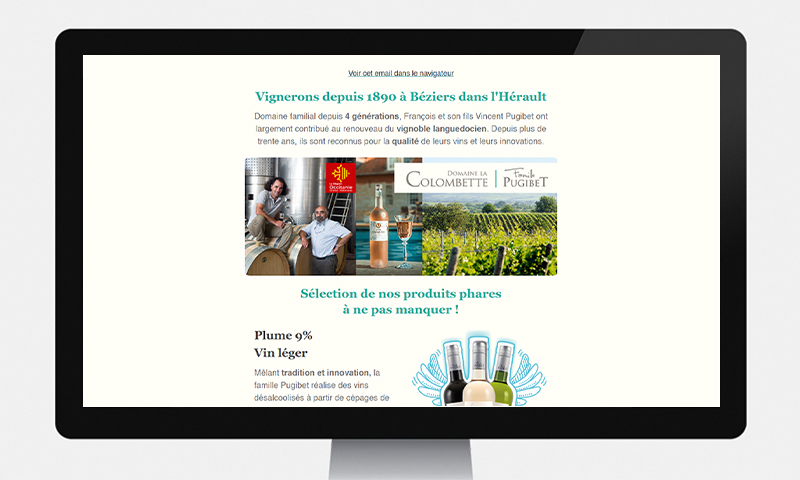 Voir cet email dans le navigateur
Vignerons depuis 1890 à Béziers dans l'Hérault
Domaine familial depuis 4 générations, François et son fils Vincent Pugibet ont
largement contribué au renouveau du vignoble languedocien. Depuis plus de
trente ans, ils sont reconnus pour la qualité de leurs vins et leurs innovations.
Occitanie
Domaine la
Colombette
Famille
Pugibet
Sélection de nos produits phares
à ne pas manquer !
Plume 9%
Vin léger
Mêlant tradition et innovation, la
famille Pugibet réalise des vins
désalcoolisés à partir de cépages de